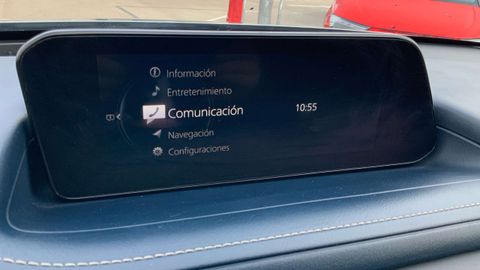 Información
Entretenimiento
Comunicación 10:55
Navegación
Configuraciones